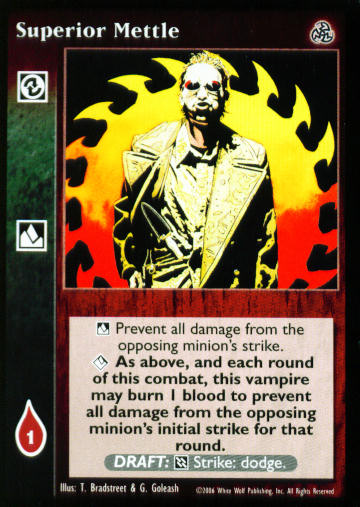 Superior Mettle
Prevent all damage from the
opposing minion's strike.
As above, and each round
of this combat, this vampire
may burn 1 blood to prevent
all damage from the opposing
minion's initial strike for that
round.
1
DRAFT: Strike: dodge.
Illus: T. Bradstreet & G. Goleash ©2006 White Wolf Publishing, Inc. All Rights Reserved.